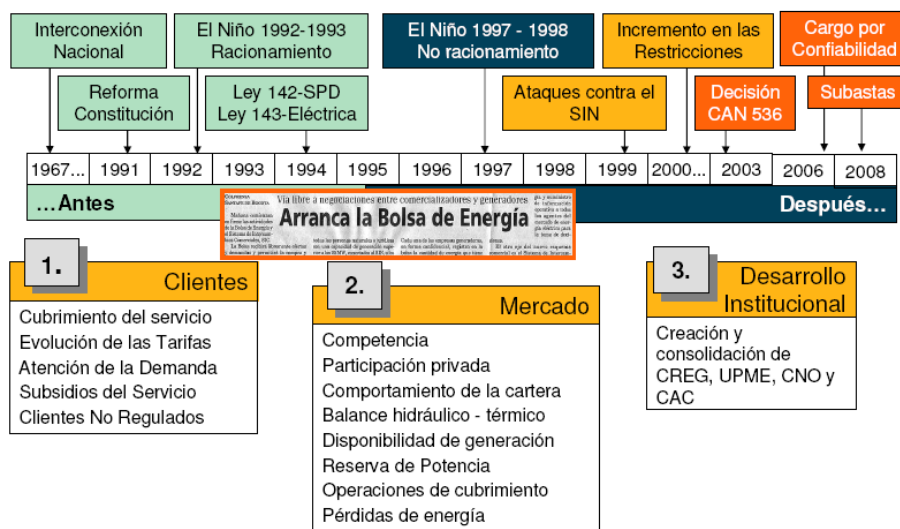 Interconexión
Nacional
El Niño 1992-1993
Racionamiento
El Niño 1997 - 1998
No racionamiento
Incremento en las
Restricciones
Cargo por
Confiabilidad
Reforma
Constitución
Ley 142-SPD
Ley 143-Eléctrica
Ataques contra el
SIN
Decisión
CAN 536
Subastas
1967... 1991 1992 1993 1994 1995 1996 1997 1998 1999 2000... 2003 2006 2008
...Antes
Después...
Vía libre a negociaciones entre comercializadores y generadores
Arranca la Bolsa de Energía
1.
Clientes
Cubrimiento del servicio
Evolución de las Tarifas
Atención de la Demanda
Subsidios del Servicio
Clientes No Regulados
2.
Mercado
Competencia
Participación privada
Comportamiento de la cartera
Balance hidráulico - térmico
Disponibilidad de generación
Reserva de Potencia
Operaciones de cubrimiento
Pérdidas de energía
3.
Desarrollo
Institucional
Creación y
consolidación de
CREG, UPME, CNO y
CAC